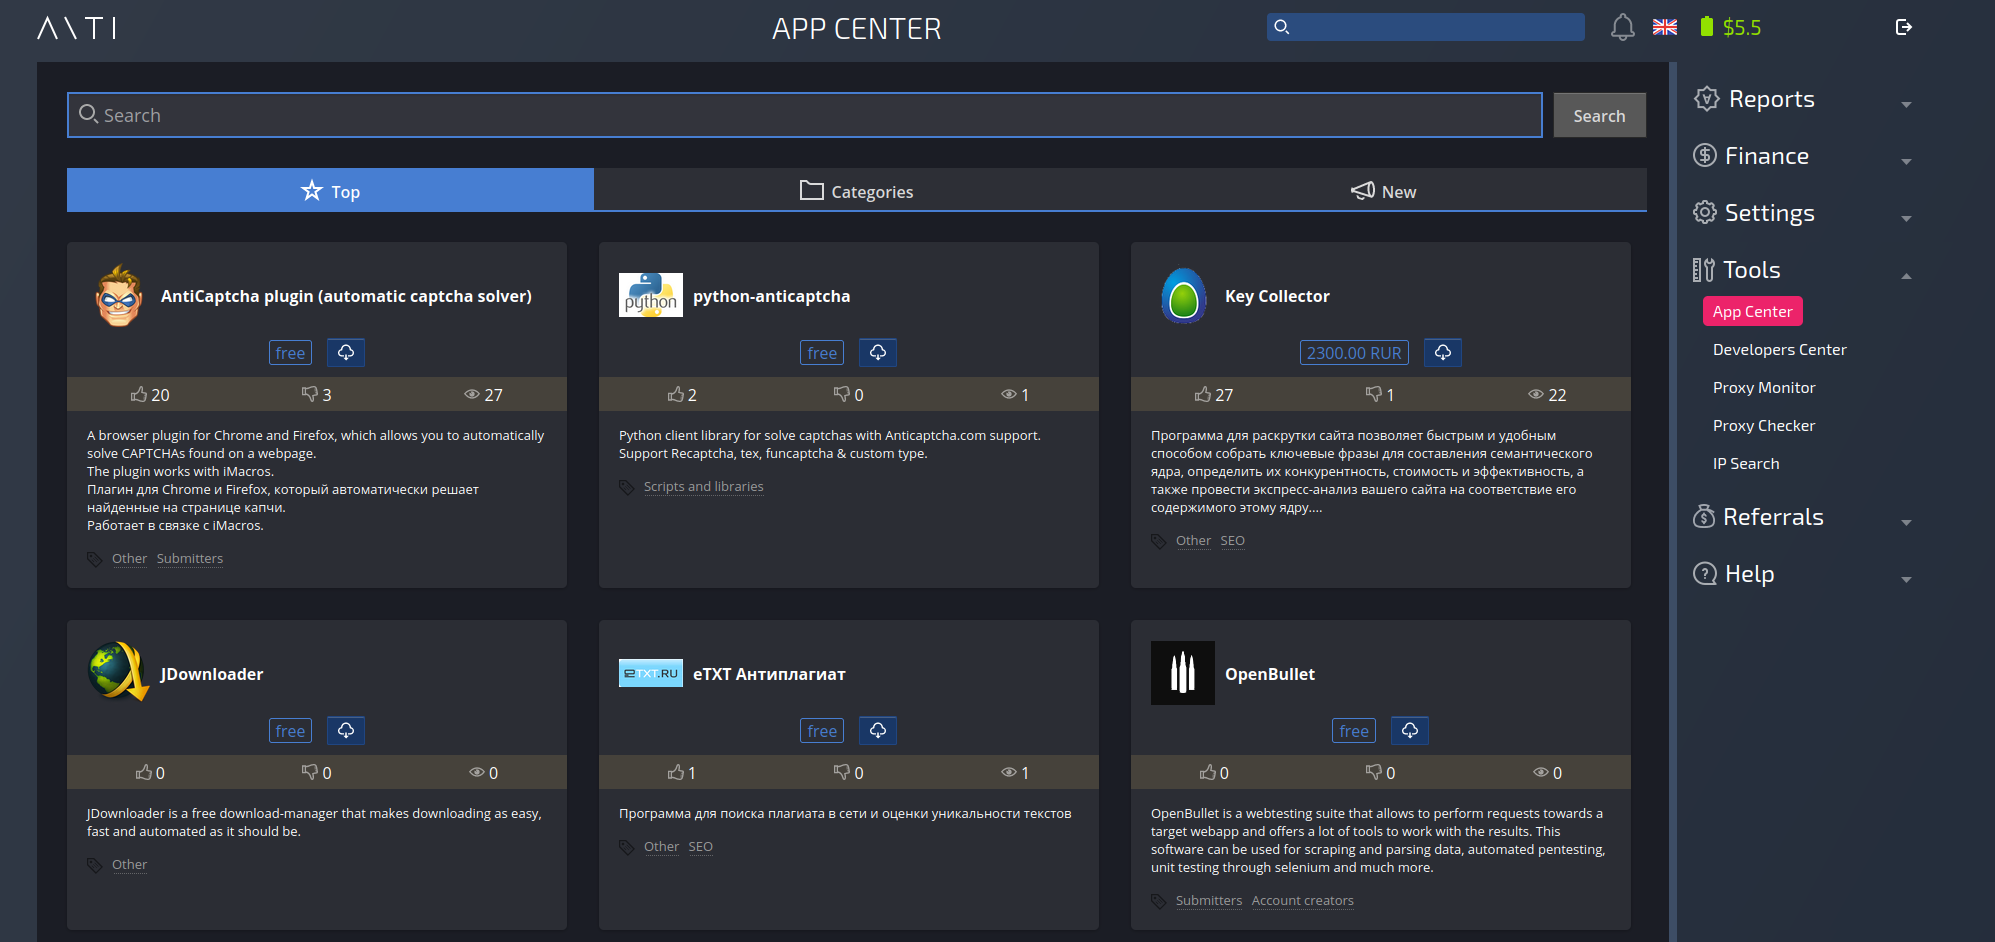 ANTI
APP CENTER
$5.5
Search
Search
Top
Categories
New
AntiCaptcha plugin (automatic captcha solver)
free
20
3
27
A browser plugin for Chrome and Firefox, which allows you to automatically
solve CAPTCHAs found on a webpage.
The plugin works with iMacros.
Плагин для Chrome и Firefox, который автоматически решает
найденные на странице капчи.
Работает в связке с iMacros.
Other Submitters
python
python-anticaptcha
free
2
0
1
Python client library for solve captchas with Anticaptcha.com support.
Support Recaptcha, tex, funcaptcha & custom type.
Scripts and libraries
Key Collector
2300.00 RUR
27
1
22
Программа для раскрутки сайта позволяет быстрым и удобным
способом собрать ключевые фразы для составления семантического
ядра, определить их конкурентность, стоимость и эффективность, а
также провести экспресс-анализ вашего сайта на соответствие его
содержимого этому ядру....
Other SEO
JDownloader
free
0
0
0
JDownloader is a free download-manager that makes downloading as easy,
fast and automated as it should be.
Other
eTXT.RU
eTXT Антиплагиат
free
1
0
1
Программа для поиска плагиата в сети и оценки уникальности текстов
Other SEO
OpenBullet
free
0
0
0
OpenBullet is a webtesting suite that allows to perform requests towards a
target webapp and offers a lot of tools to work with the results. This
software can be used for scraping and parsing data, automated pentesting,
unit testing through selenium and much more.
Submitters Account creators
Reports
Finance
Settings
Tools
App Center
Developers Center
Proxy Monitor
Proxy Checker
IP Search
Referrals
Help